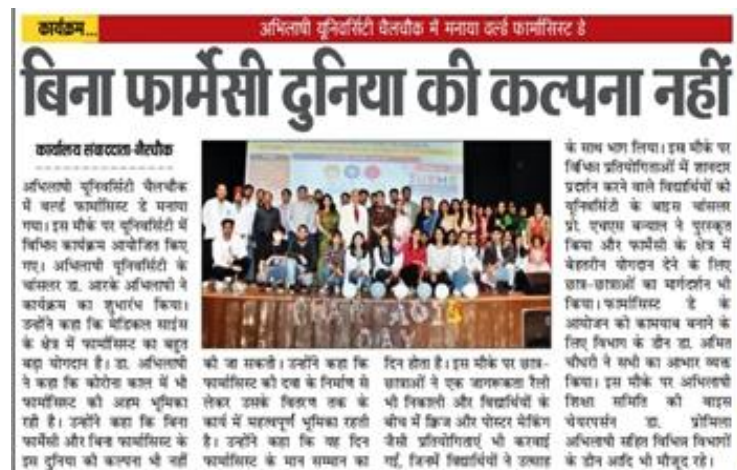 कार्यक्रम...
अभिलाषी यूनिवर्सिटी चैलचौक में मनाया वर्ल्ड फार्मासिस्ट डे
बिना फार्मेसी दुनिया की कल्पना नहीं
कार्यालय संवाददाता-गैरचौक
अभिलाषी यूनिवर्सिटी चैलचौक
में वर्ल्ड फार्मासिस्ट डे मनाया
गया। इस मौके पर यूनिवर्सिटी में
विभिन्न कार्यक्रम आयोजित किए
गए। अभिलाषी यूनिवर्सिटी के
चांसलर डा. आरके अभिलाषी ने
कार्यक्रम का शुभारंभ किया।
उन्होंने कहा कि मेडिकल साइंस
के क्षेत्र में फार्मासिस्ट का बहुत
बड़ा योगदान है। डा. अभिलाषी
ने कहा कि कोरोना काल में भी
फार्मासिस्ट की अहम भूमिका
रही है। उन्होंने कहा कि बिना
फार्मेसी और बिना फार्मासिस्ट के
इस दुनिया की कल्पना भी नहीं
की जा सकती। उन्होंने कहा कि
फार्मासिस्ट की दवा के निर्माण से
लेकर उसके वितरण तक के
कार्य में महत्वपूर्ण भूमिका रहती
है। उन्होंने कहा कि यह दिन
फार्मासिस्ट के मान सम्मान का
दिन होता है। इस मौके पर छात्र-
छात्राओं ने एक जागरूकता रैली
भी निकाली और विद्यार्थियों के
बीच में क्विज और पोस्टर मेकिंग
जैसी प्रतियोगिताएं भी करवाई
गईं, जिनमें विद्यार्थियों ने उत्साह
के साथ भाग लिया। इस मौके पर
विभिन्न प्रतियोगिताओं में शानदार
प्रदर्शन करने वाले विद्यार्थियों को
यूनिवर्सिटी के वाइस चांसलर
प्रो. एचएस बन्याल ने पुरस्कृत
किया और फार्मेसी के क्षेत्र में
बेहतरीन योगदान देने के लिए
छात्र-छात्राओं का मार्गदर्शन भी
किया। फार्मासिस्ट डे के
आयोजन को कामयाब बनाने के
लिए विभाग के डीन डा. अमित
चौधरी ने सभी का आभार व्यक्त
किया। इस मौके पर अभिलाषी
शिक्षा समिति की वाइस
चेयरपर्सन डा. प्रोमिला
अभिलाषी सहित विभिन्न विभागों
के डीन आदि भी मौजूद रहे।